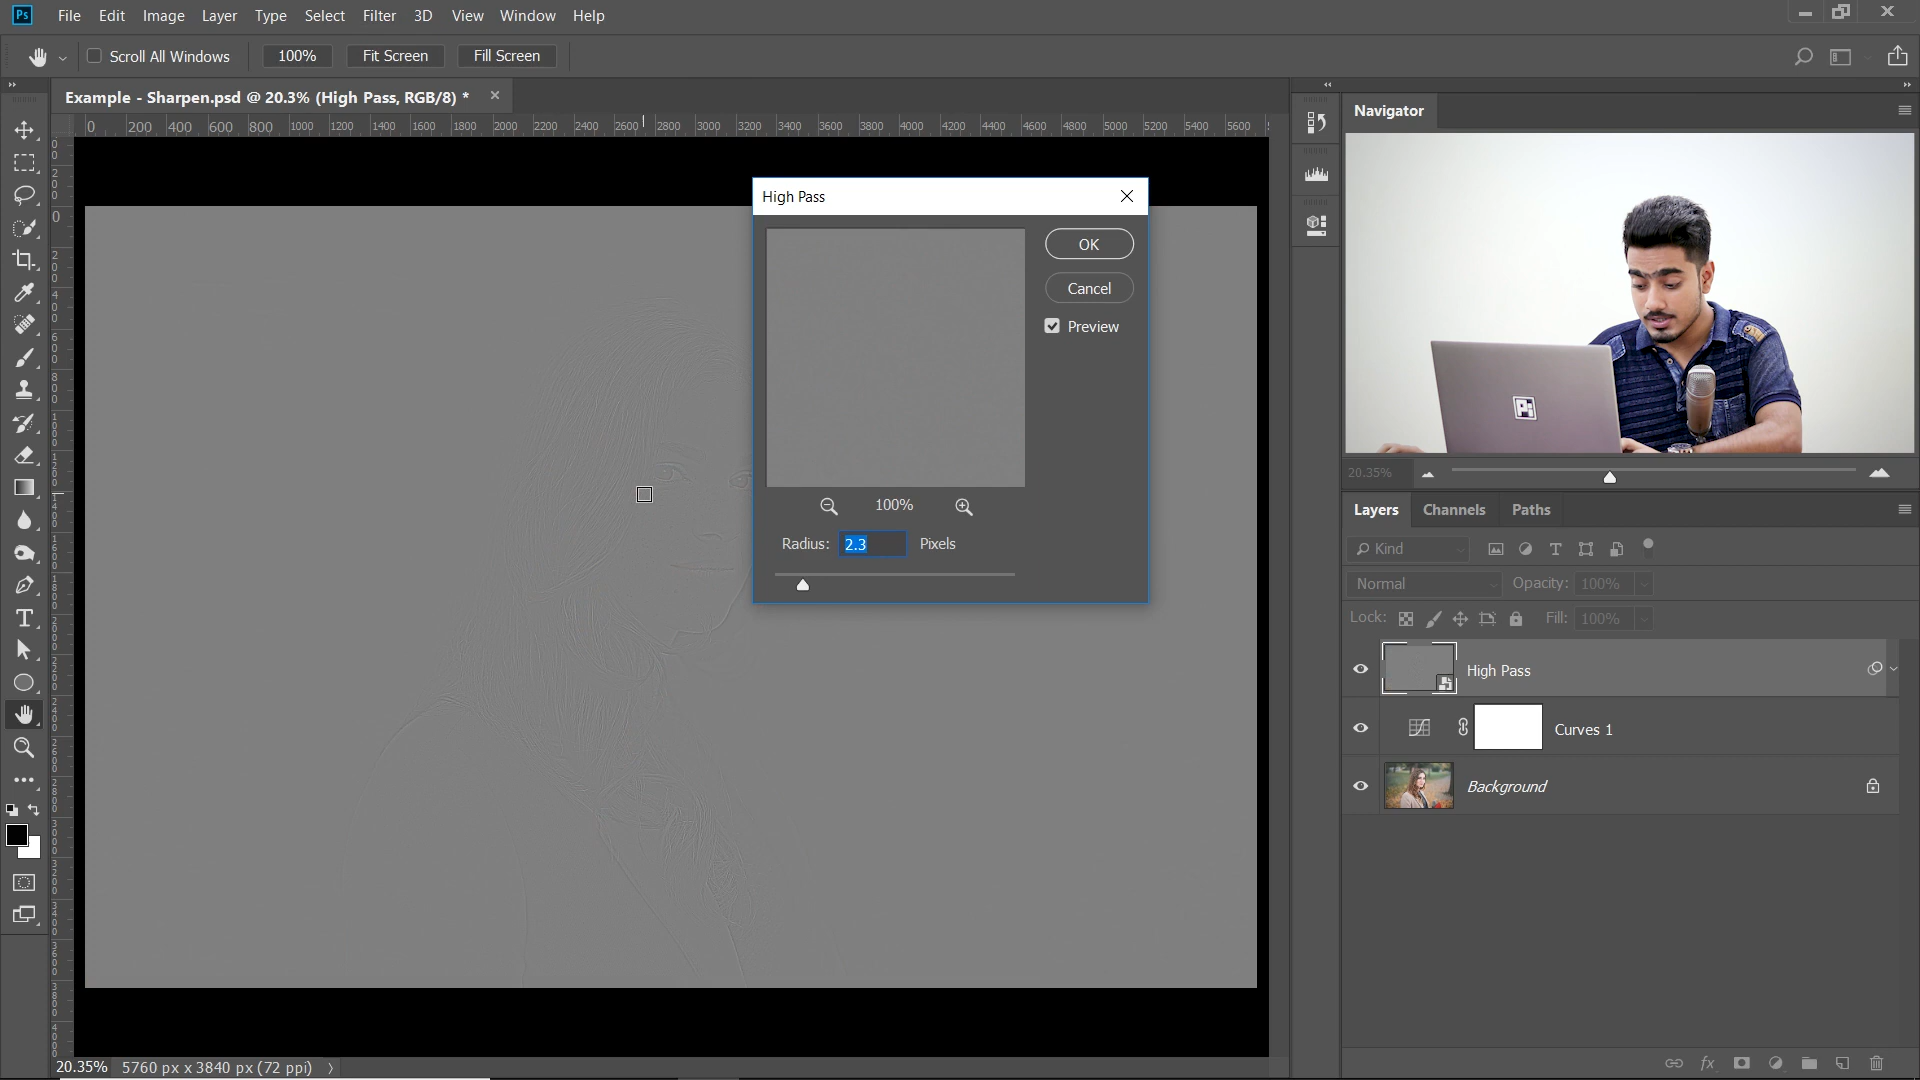 Ps File Edit Image Layer Type Select Filter 3D View Window Help
Scroll All Windows 100% Fit Screen Fill Screen
Example - Sharpen.psd @ 20.3% (High Pass, RGB/8) *
0 200 400 600 800 1000 1200 1400 1600 1800 2000 2200 2400 2600 2800 3000 3200 3400 3600 3800 4000 4200 4400 4600 4800 5000 5200 5400 5600
High Pass
OK
Cancel
Preview
100%
Radius: 2.3 Pixels
Navigator
20.35%
Layers Channels Paths
Kind
Normal Opacity: 100%
Lock: Fill: 100%
High Pass
Curves 1
Background
fx
20.35% 5760 px x 3840 px (72 ppi)